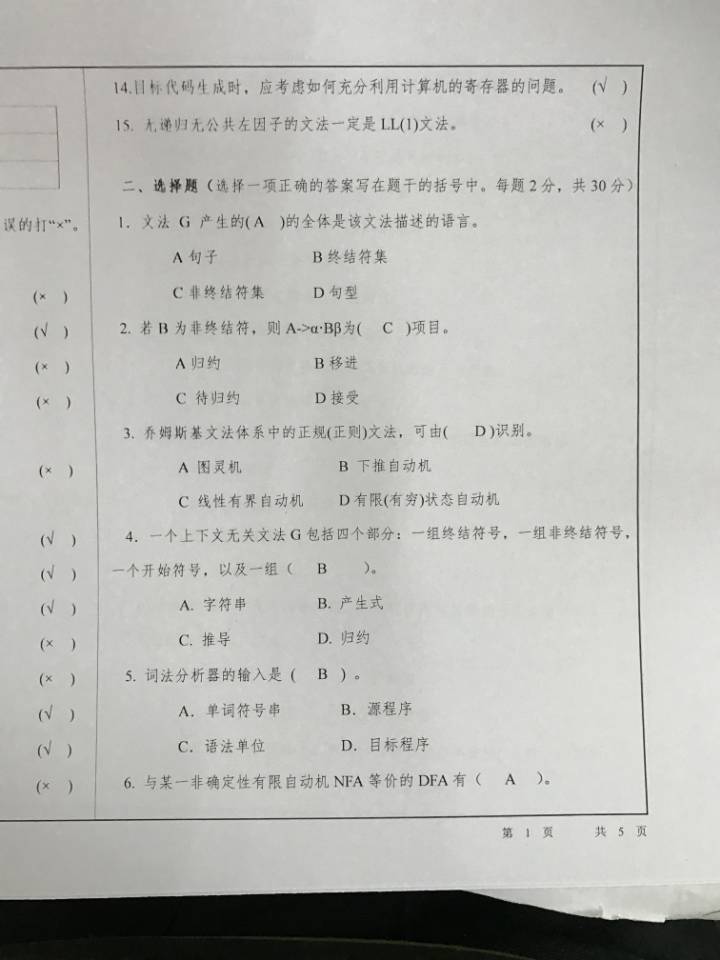 误的打“×”。
(× )
(√ )
(× )
(× )
(× )
(√ )
(√ )
(√ )
(× )
(× )
(√ )
(√ )
(× )
14.目标代码生成时，应考虑如何充分利用计算机的寄存器的问题。 (√ )
15. 无递归无公共左因子的文法一定是 LL(1)文法。 (× )
二、选择题（选择一项正确的答案写在题干的括号中。每题 2 分，共 30 分）
1. 文法 G 产生的( A )的全体是该文法描述的语言。
A 句子 B 终结符集
C 非终结符集 D 句型
2. 若 B 为非终结符，则 A->α·Bβ为( C )项目。
A 归约 B 移进
C 待归约 D 接受
3. 乔姆斯基文法体系中的正规(正则)文法，可由( D )识别。
A 图灵机 B 下推自动机
C 线性有界自动机 D 有限(有穷)状态自动机
4. 一个上下文无关文法 G 包括四个部分：一组终结符号，一组非终结符号，
一个开始符号，以及一组（ B ）。
A. 字符串 B. 产生式
C. 推导 D. 归约
5. 词法分析器的输入是（ B ）。
A. 单词符号串 B. 源程序
C. 语法单位 D. 目标程序
6. 与某一非确定性有限自动机 NFA 等价的 DFA 有（ A ）。
第 1 页 共 5 页